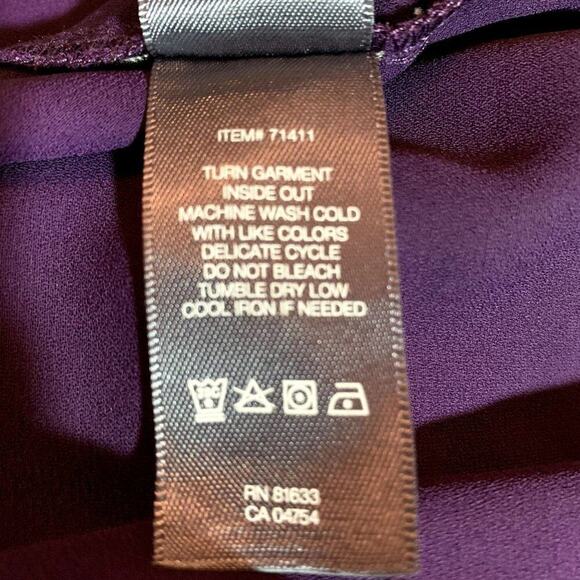 ITEM# 71411
TURN GARMENT
INSIDE OUT
MACHINE WASH COLD
WITH LIKE COLORS
DELICATE CYCLE
DO NOT BLEACH
TUMBLE DRY LOW
COOL IRON IF NEEDED
RN 81633
CA 04754